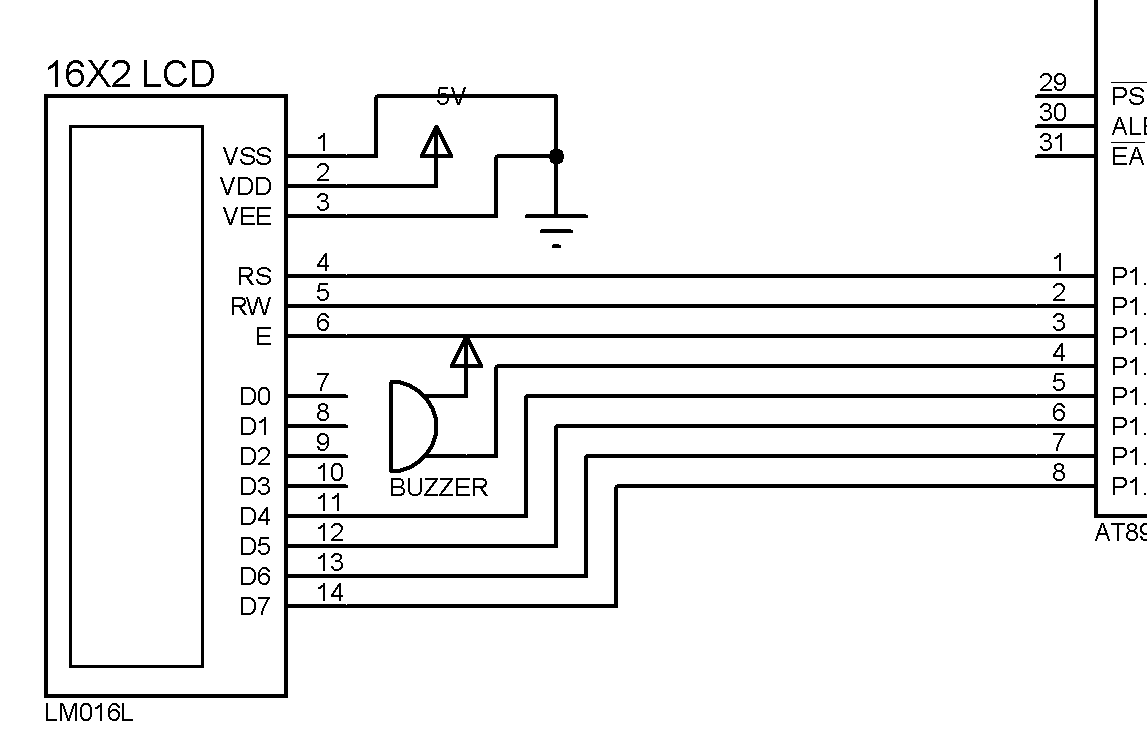 16X2 LCD
5V
VSS 1
VDD 2
VEE 3
RS 4
RW 5
E 6
D0 7
D1 8
D2 9
D3 10
D4 11
D5 12
D6 13
D7 14
LM016L
BUZZER
29 PS
30 ALE
31 EA
1 P1.
2 P1.
3 P1.
4 P1.
5 P1.
6 P1.
7 P1.
8 P1.
AT89